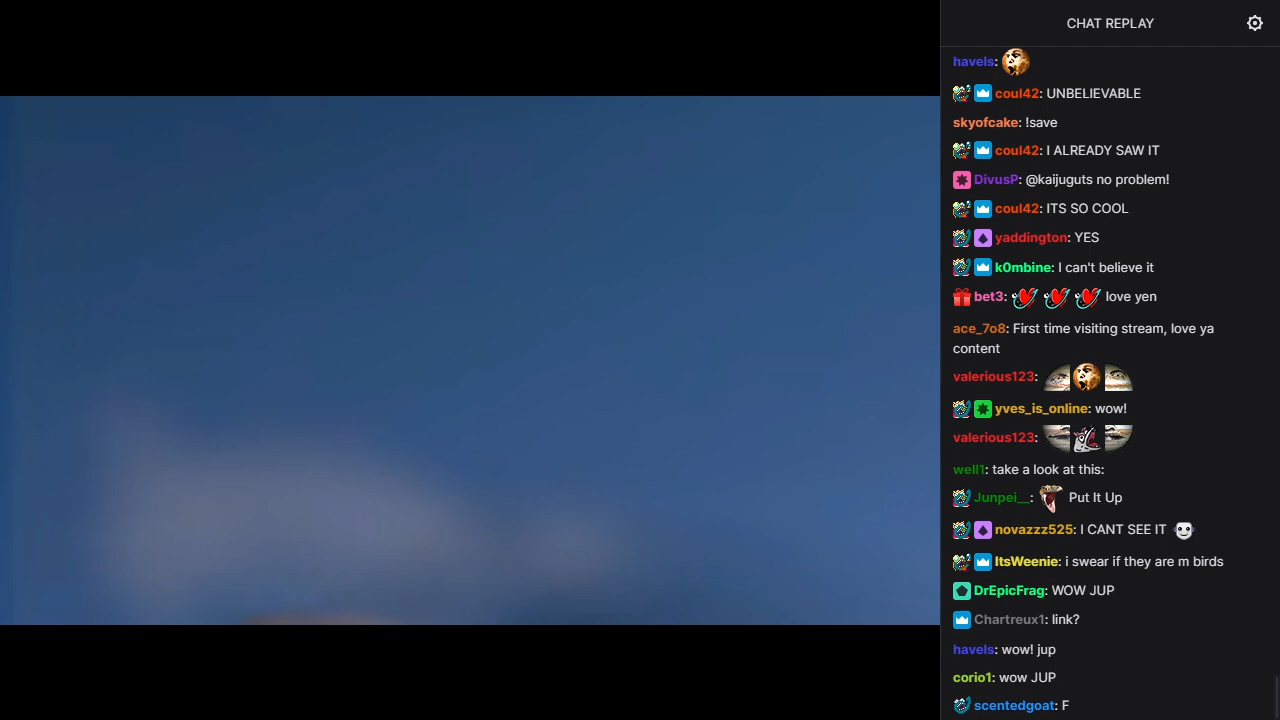 CHAT REPLAY
havels:
coul42: UNBELIEVABLE
skyofcake: !save
coul42: I ALREADY SAW IT
DivusP: @kaijuguts no problem!
coul42: ITS SO COOL
yaddington: YES
k0mbine: I can't believe it
bet3: love yen
ace_7o8: First time visiting stream, love ya
content
valerious123:
yves_is_online: wow!
valerious123:
well1: take a look at this:
Junpei__: Put It Up
novazzz525: I CANT SEE IT
ItsWeenie: i swear if they are m birds
DrEpicFrag: WOW JUP
Chartreux1: link?
havels: wow! jup
corio1: wow JUP
scentedgoat: F